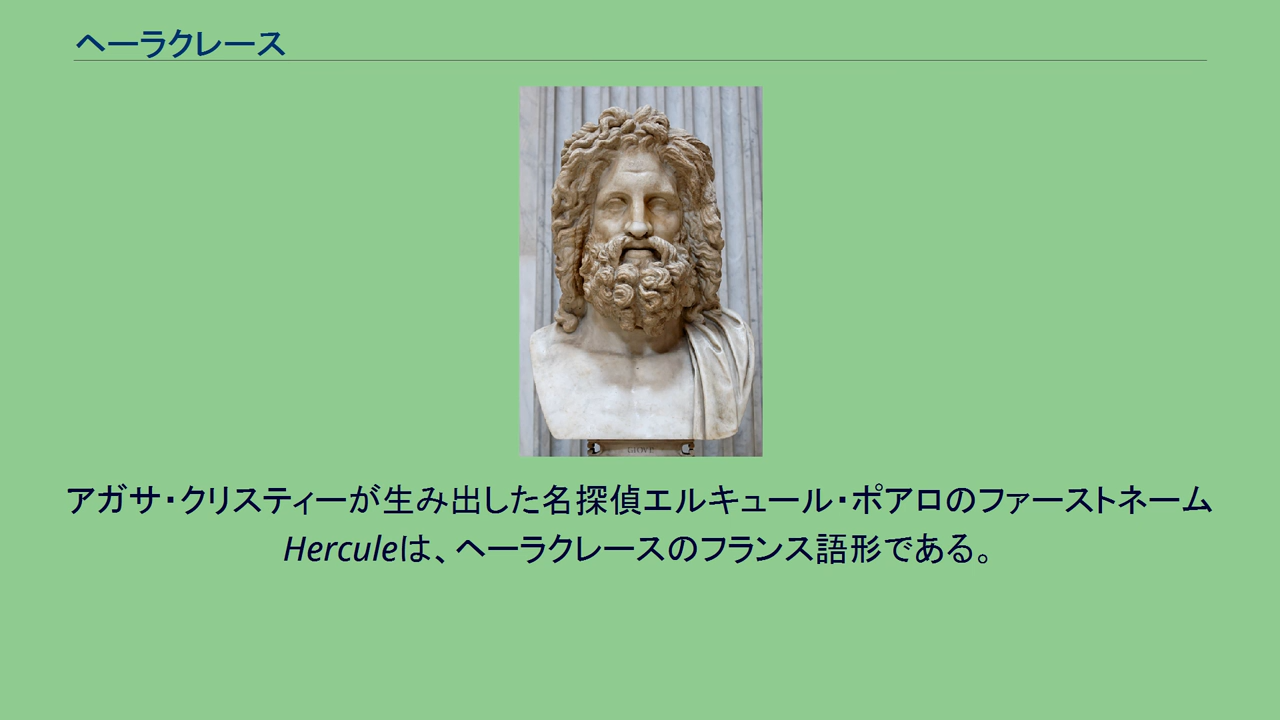 ヘーラクレース
GIOVE
アガサ・クリスティーが生み出した名探偵エルキュール・ポアロのファーストネーム
Herculeは、ヘーラクレースのフランス語形である。